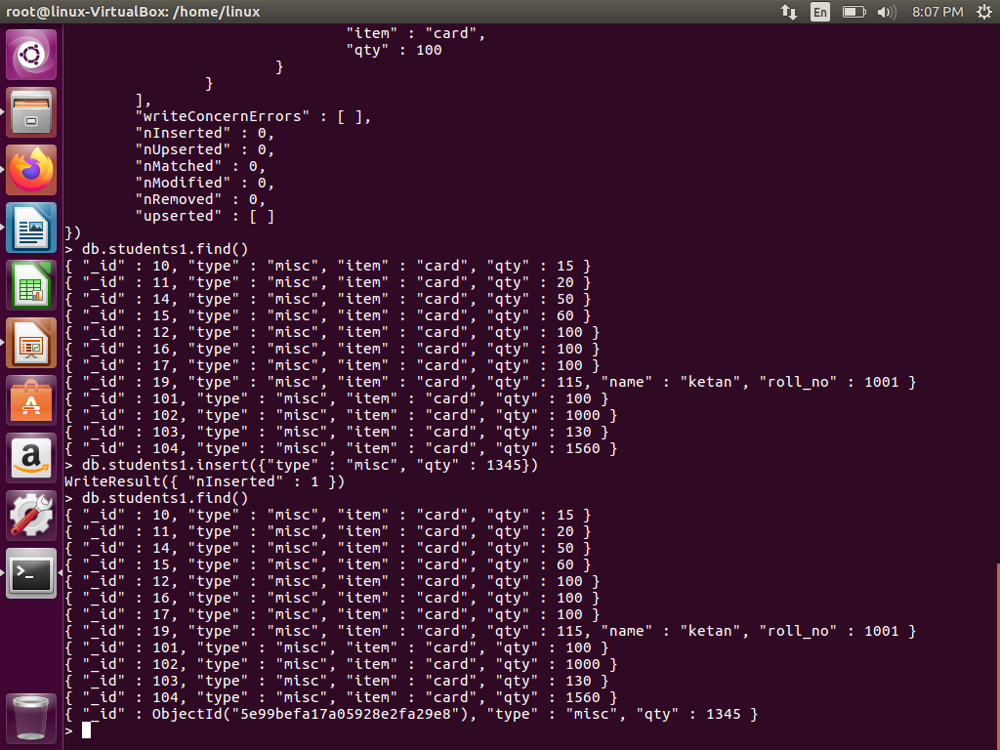 root@linux-VirtualBox: /home/linux
En
8:07 PM
"item" : "card",
"qty" : 100
}
}
],
"writeConcernErrors" : [ ],
"nInserted" : 0,
"nUpserted" : 0,
"nMatched" : 0,
"nModified" : 0,
"nRemoved" : 0,
"upserted" : [ ]
})
> db.students1.find()
{ "_id" : 10, "type" : "misc", "item" : "card", "qty" : 15 }
{ "_id" : 11, "type" : "misc", "item" : "card", "qty" : 20 }
{ "_id" : 14, "type" : "misc", "item" : "card", "qty" : 50 }
{ "_id" : 15, "type" : "misc", "item" : "card", "qty" : 60 }
{ "_id" : 12, "type" : "misc", "item" : "card", "qty" : 100 }
{ "_id" : 16, "type" : "misc", "item" : "card", "qty" : 100 }
{ "_id" : 17, "type" : "misc", "item" : "card", "qty" : 100 }
{ "_id" : 19, "type" : "misc", "item" : "card", "qty" : 115, "name" : "ketan", "roll_no" : 1001 }
{ "_id" : 101, "type" : "misc", "item" : "card", "qty" : 100 }
{ "_id" : 102, "type" : "misc", "item" : "card", "qty" : 1000 }
{ "_id" : 103, "type" : "misc", "item" : "card", "qty" : 130 }
{ "_id" : 104, "type" : "misc", "item" : "card", "qty" : 1560 }
> db.students1.insert({"type" : "misc", "qty" : 1345})
WriteResult({ "nInserted" : 1 })
> db.students1.find()
{ "_id" : 10, "type" : "misc", "item" : "card", "qty" : 15 }
{ "_id" : 11, "type" : "misc", "item" : "card", "qty" : 20 }
{ "_id" : 14, "type" : "misc", "item" : "card", "qty" : 50 }
{ "_id" : 15, "type" : "misc", "item" : "card", "qty" : 60 }
{ "_id" : 12, "type" : "misc", "item" : "card", "qty" : 100 }
{ "_id" : 16, "type" : "misc", "item" : "card", "qty" : 100 }
{ "_id" : 17, "type" : "misc", "item" : "card", "qty" : 100 }
{ "_id" : 19, "type" : "misc", "item" : "card", "qty" : 115, "name" : "ketan", "roll_no" : 1001 }
{ "_id" : 101, "type" : "misc", "item" : "card", "qty" : 100 }
{ "_id" : 102, "type" : "misc", "item" : "card", "qty" : 1000 }
{ "_id" : 103, "type" : "misc", "item" : "card", "qty" : 130 }
{ "_id" : 104, "type" : "misc", "item" : "card", "qty" : 1560 }
{ "_id" : ObjectId("5e99befa17a05928e2fa29e8"), "type" : "misc", "qty" : 1345 }
>